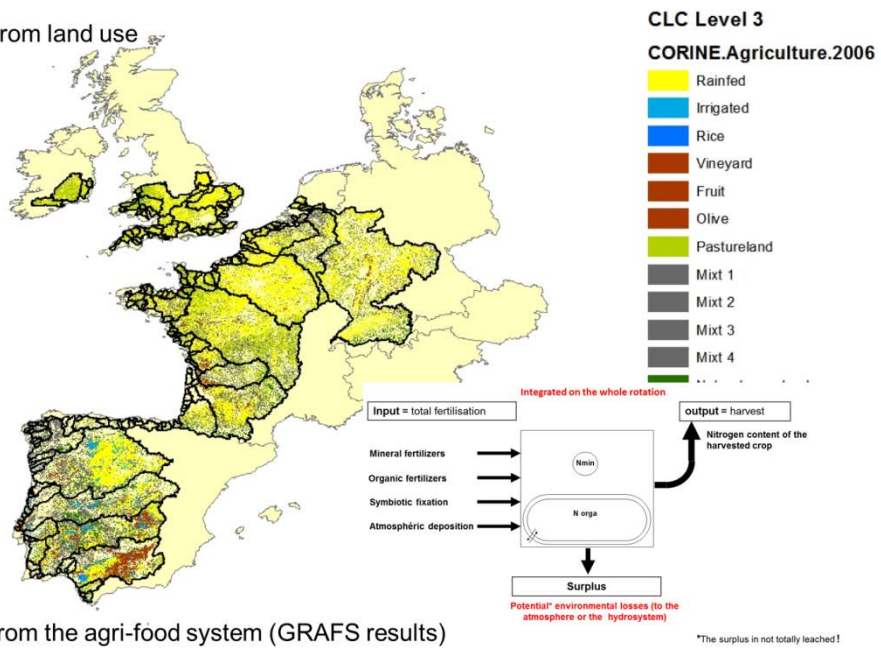 rom land use
CLC Level 3
CORINE.Agriculture.2006
Rainfed
Irrigated
Rice
Vineyard
Fruit
Olive
Pastureland
Mixt 1
Mixt 2
Mixt 3
Mixt 4
Integrated on the whole rotation
Input = total fertilisation
output = harvest
Nitrogen content of the
harvested crop
Mineral fertilizers
Organic fertilizers
Symbiotic fixation
Atmosphéric deposition
Nmin
N orga
Surplus
Potential* environmental losses (to the
atmosphere or the hydrosystem)
rom the agri-food system (GRAFS results)
*The surplus in not totally leached !